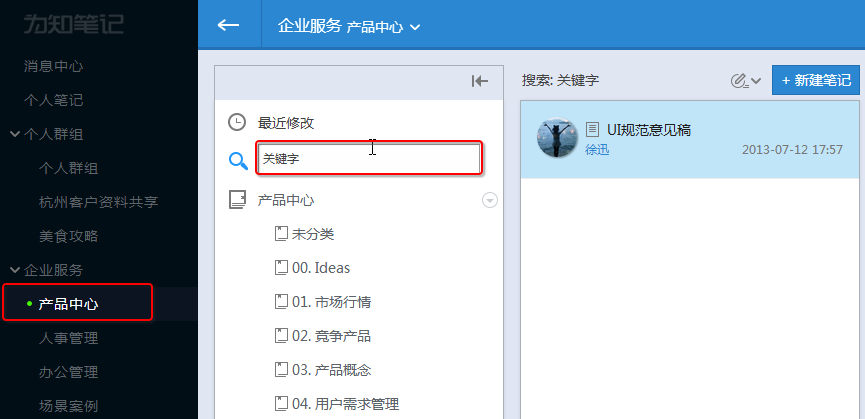 为知笔记
消息中心
个人笔记
个人群组
个人群组
杭州客户资料共享
美食攻略
企业服务
产品中心
人事管理
办公管理
场景案例
企业服务 产品中心
最近修改
关键字
产品中心
未分类
00. Ideas
01. 市场行情
02. 竞争产品
03. 产品概念
04. 用户需求管理
搜索: 关键字
+ 新建笔记
UI规范意见稿
徐迅 2013-07-12 17:57